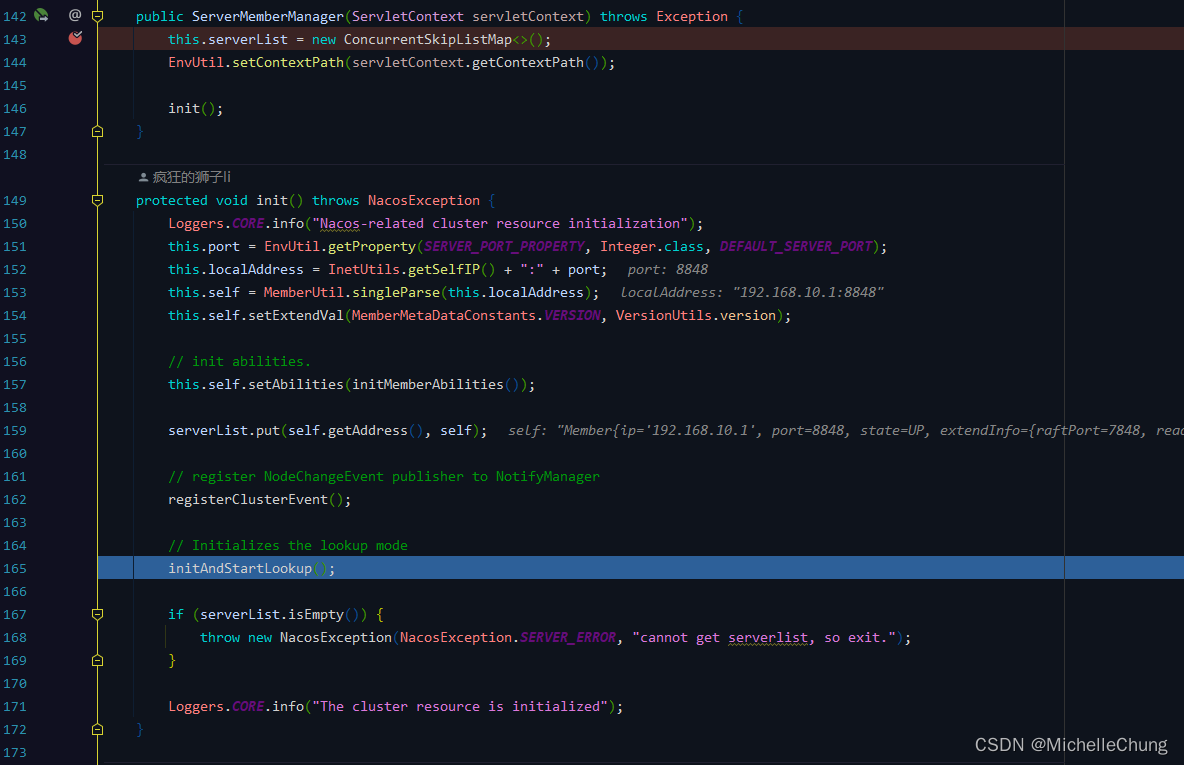 142 @ public ServerMemberManager(ServletContext servletContext) throws Exception {
143 this.serverList = new ConcurrentSkipListMap<>();
144 EnvUtil.setContextPath(servletContext.getContextPath());
145
146 init();
147 }
148
疯狂的狮子li
149 protected void init() throws NacosException {
150 Loggers.CORE.info("Nacos-related cluster resource initialization");
151 this.port = EnvUtil.getProperty(SERVER_PORT_PROPERTY, Integer.class, DEFAULT_SERVER_PORT);
152 this.localAddress = InetUtils.getSelfIP() + ":" + port; port: 8848
153 this.self = MemberUtil.singleParse(this.localAddress); localAddress: "192.168.10.1:8848"
154 this.self.setExtendVal(MemberMetaDataConstants.VERSION, VersionUtils.version);
155
156 // init abilities.
157 this.self.setAbilities(initMemberAbilities());
158
159 serverList.put(self.getAddress(), self); self: "Member{ip='192.168.10.1', port=8848, state=UP, extendInfo={raftPort=7848, read
160
161 // register NodeChangeEvent publisher to NotifyManager
162 registerClusterEvent();
163
164 // Initializes the lookup mode
165 initAndStartLookup();
166
167 if (serverList.isEmpty()) {
168 throw new NacosException(NacosException.SERVER_ERROR, "cannot get serverlist, so exit.");
169 }
170
171 Loggers.CORE.info("The cluster resource is initialized");
172 }
173
CSDN @MichelleChung